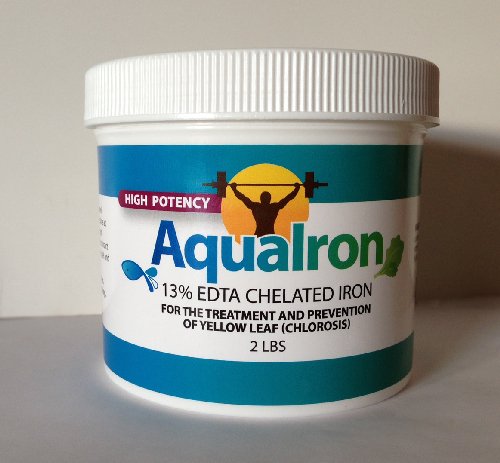 HIGH POTENCY
AquaIron
13% EDTA CHELATED IRON
FOR THE TREATMENT AND PREVENTION
OF YELLOW LEAF (CHLOROSIS)
2 LBS